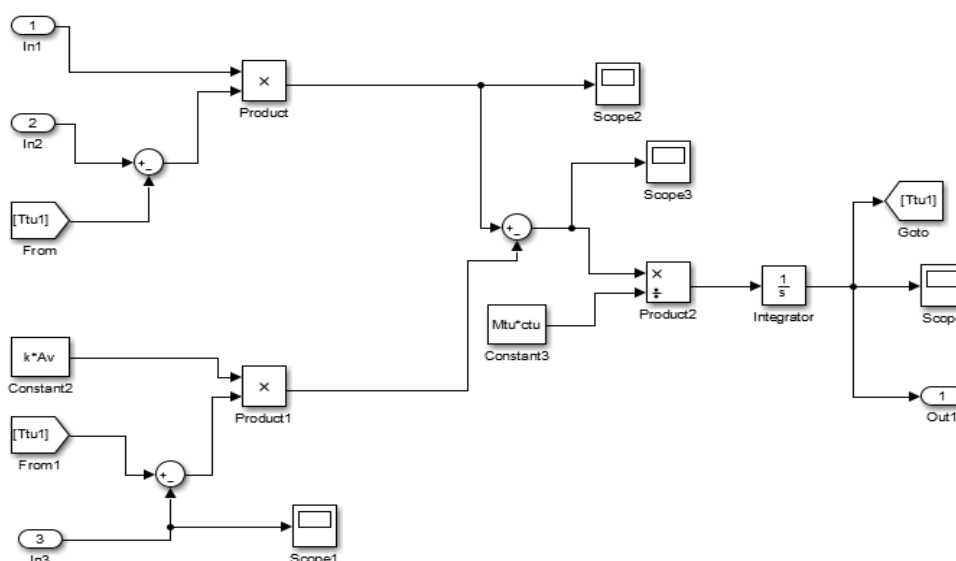 1
In1
×
Product
Scope2
2
In2
+
−
[Ttu1]
From
Scope3
+
−
[Ttu1]
Goto
×
÷
Product2
1
s
Integrator
Scope
Mtu*ctu
Constant3
k*Av
Constant2
×
Product1
1
Out1
[Ttu1]
From1
+
−
3
In3
Scope1